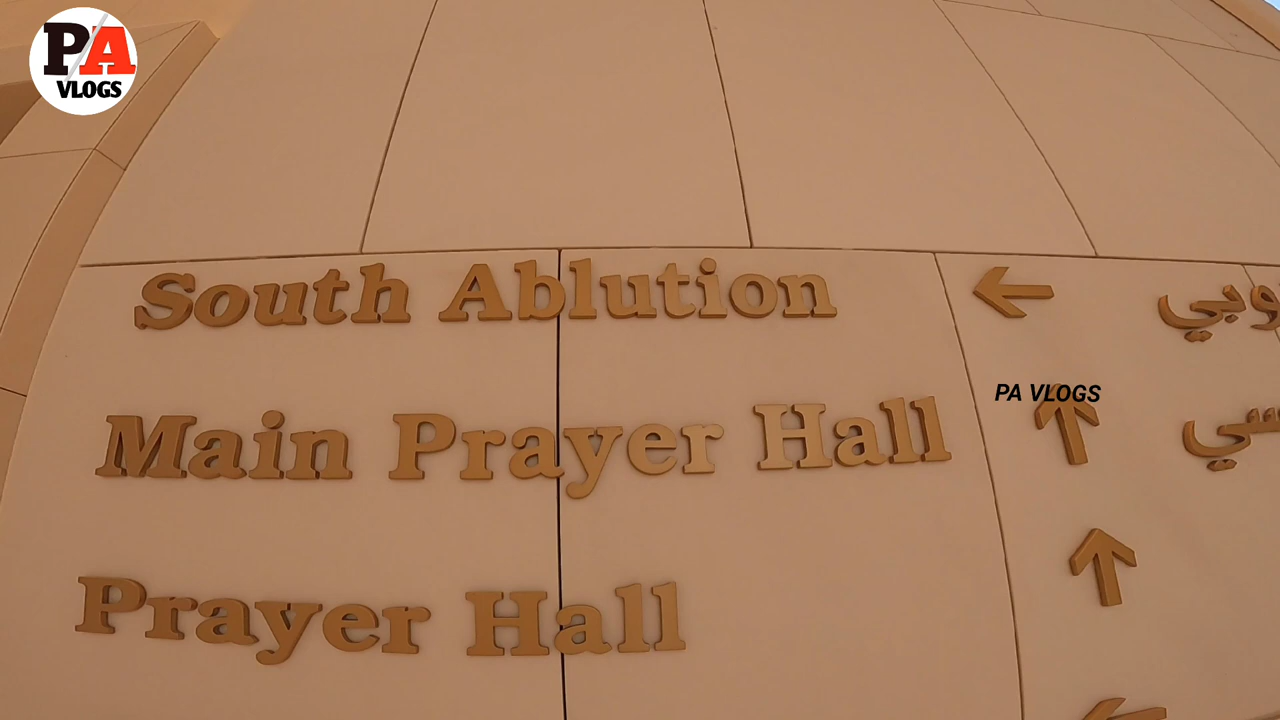 PA
VLOGS
South Ablution
Main Prayer Hall
PA VLOGS
Prayer Hall